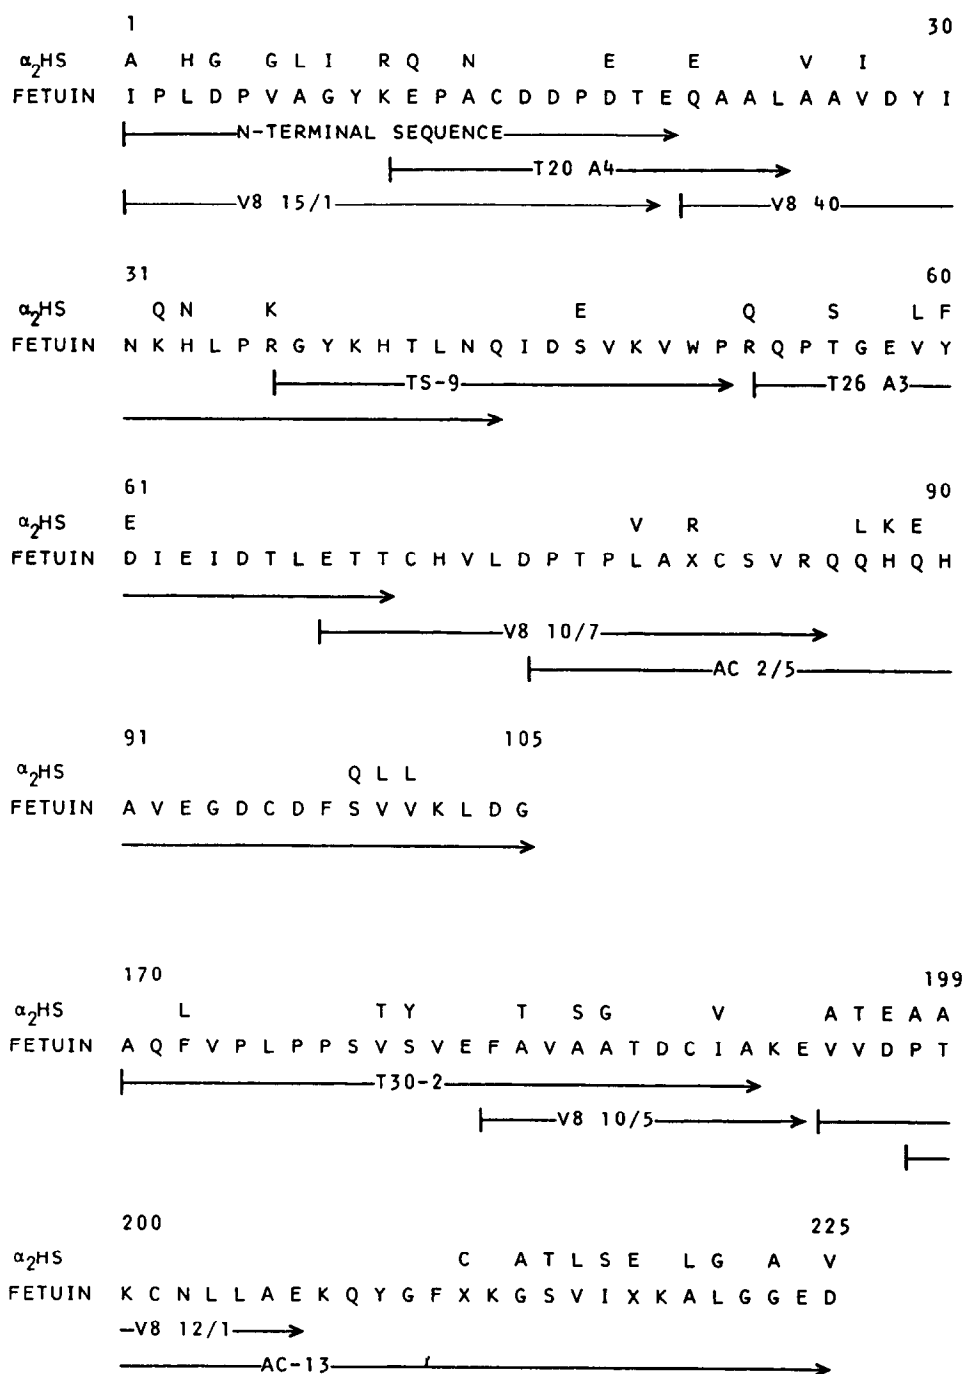 1 30
α₂HS A H G G L I R Q N E E V I
FETUIN I P L D P V A G Y K E P A C D D P D T E Q A A L A A V D Y I
N-TERMINAL SEQUENCE
T20 A4
V8 15/1 V8 40
31 60
α₂HS Q N K E Q S L F
FETUIN N K H L P R G Y K H T L N Q I D S V K V W P R Q P T G E V Y
TS-9 T26 A3
61 90
α₂HS E V R L K E
FETUIN D I E I D T L E T T C H V L D P T P L A X C S V R Q Q H Q H
V8 10/7
AC 2/5
91 105
α₂HS Q L L
FETUIN A V E G D C D F S V V K L D G
170 199
α₂HS L T Y T S G V A T E A A
FETUIN A Q F V P L P P S V S V E F A V A A T D C I A K E V V D P T
T30-2
V8 10/5
200 225
α₂HS C A T L S E L G A V
FETUIN K C N L L A E K Q Y G F X K G S V I X K A L G G E D
V8 12/1
AC-13